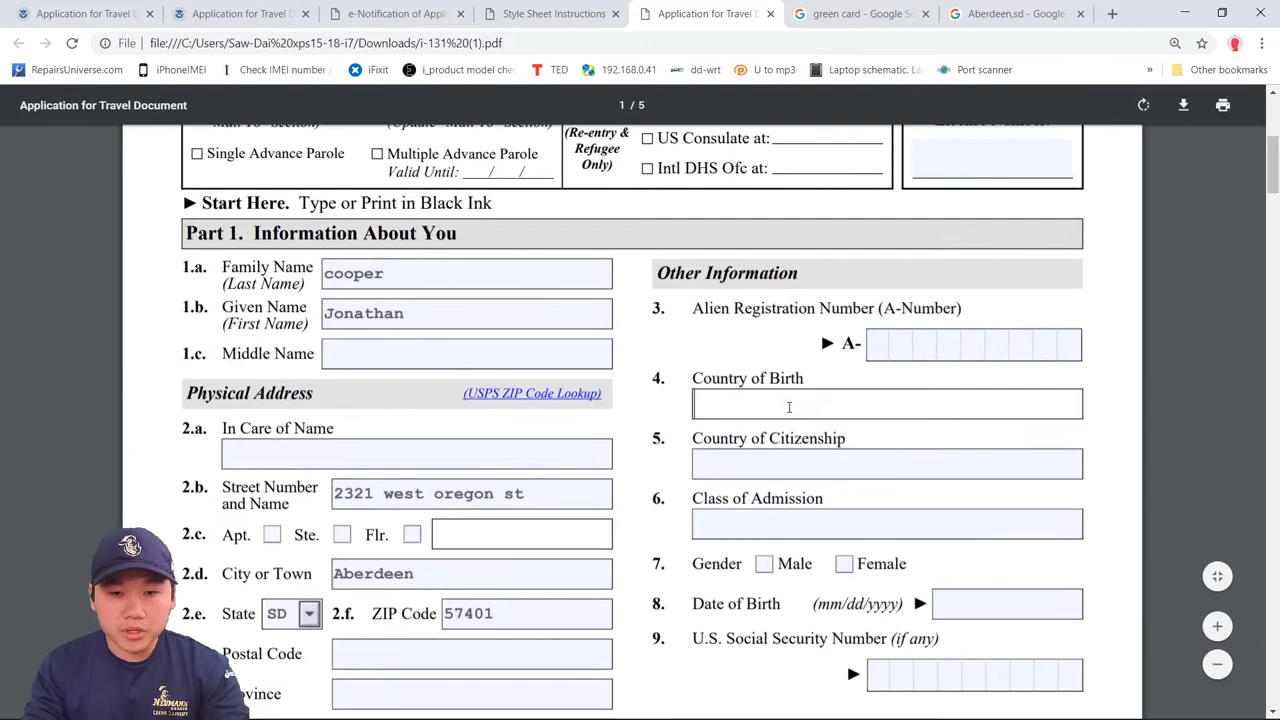 Application for Travel D
Application for Travel D
e-Notification of Applic
Style Sheet Instructions
Application for Travel D
green card - Google Se
Aberdeen,sd - Google
File
file:///C:/Users/Saw-Dai%20xps15-18-i7/Downloads/i-131%20(1).pdf
RepairsUniverse.com
iPhoneIMEI
Check IMEI number
iFixit
i_product model che
TED
192.168.0.41
dd-wrt
U to mp3
Laptop schematic. La
Port scanner
»
Other bookmarks
Application for Travel Document
1 / 5
(Re-entry &
Refugee
Only)
US Consulate at:
Single Advance Parole
Multiple Advance Parole
Valid Until: / /
Intl DHS Ofc at:
► Start Here. Type or Print in Black Ink
Part 1. Information About You
1.a. Family Name
(Last Name)
cooper
1.b. Given Name
(First Name)
Jonathan
1.c. Middle Name
Physical Address
(USPS ZIP Code Lookup)
2.a. In Care of Name
2.b. Street Number
and Name
2321 west oregon st
2.c Apt. Ste. Flr.
2.d. City or Town
Aberdeen
2.e. State SD 2.f. ZIP Code 57401
Postal Code
ovince
Other Information
3. Alien Registration Number (A-Number)
► A-
4. Country of Birth
5. Country of Citizenship
6. Class of Admission
7. Gender Male Female
8. Date of Birth (mm/dd/yyyy) ►
9. U.S. Social Security Number (if any)
►